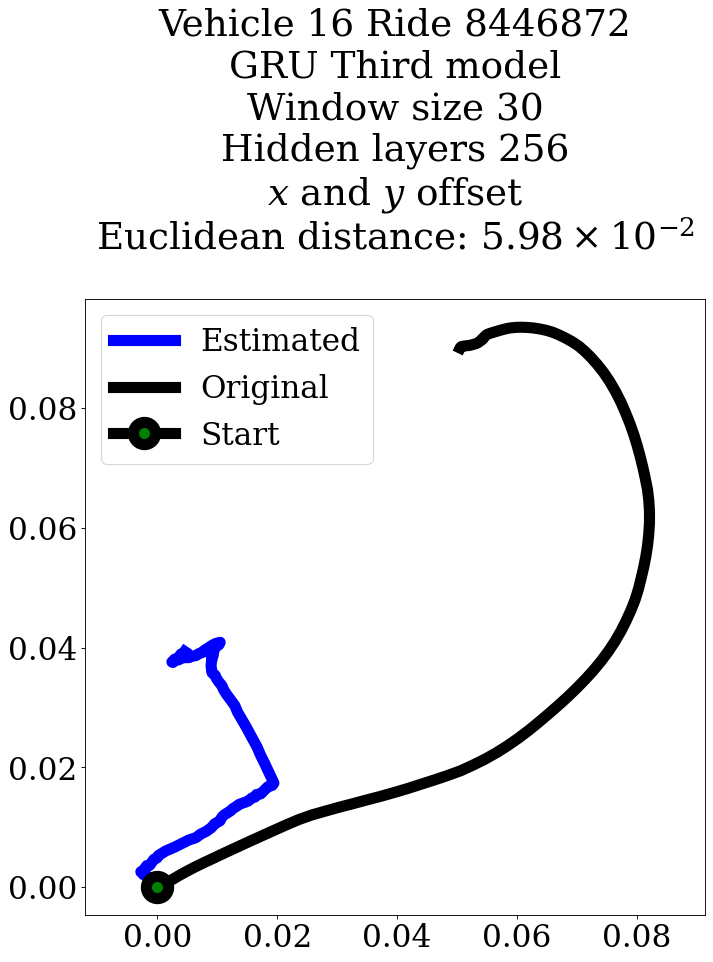 Vehicle 16 Ride 8446872
GRU Third model
Window size 30
Hidden layers 256
x and y offset
Euclidean distance: 5.98 × 10⁻²
Estimated
Original
Start
0.08
0.06
0.04
0.02
0.00
0.00 0.02 0.04 0.06 0.08